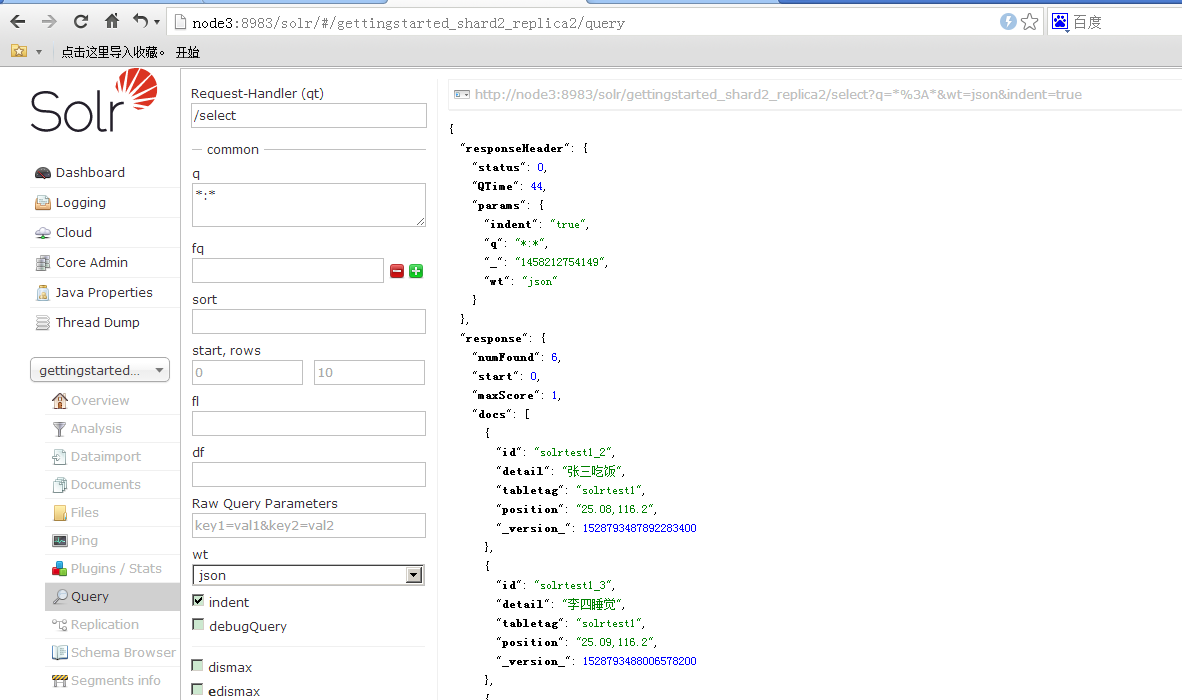 node3:8983/solr/#/gettingstarted_shard2_replica2/query
百度
点击这里导入收藏。 开始
Solr
Dashboard
Logging
Cloud
Core Admin
Java Properties
Thread Dump
gettingstarted...
Overview
Analysis
Dataimport
Documents
Files
Ping
Plugins / Stats
Query
Replication
Schema Browser
Segments info
Request-Handler (qt)
/select
common
q
*:*
fq
sort
start, rows
0 10
fl
df
Raw Query Parameters
key1=val1&key2=val2
wt
json
indent
debugQuery
dismax
edismax
http://node3:8983/solr/gettingstarted_shard2_replica2/select?q=*%3A*&wt=json&indent=true
{
"responseHeader": {
"status": 0,
"QTime": 44,
"params": {
"indent": "true",
"q": "*:*",
"_": "1458212754149",
"wt": "json"
}
},
"response": {
"numFound": 6,
"start": 0,
"maxScore": 1,
"docs": [
{
"id": "solrtest1_2",
"detail": "张三吃饭",
"tabletag": "solrtest1",
"position": "25.08,116.2",
"_version_": 1528793487892283400
},
{
"id": "solrtest1_3",
"detail": "李四睡觉",
"tabletag": "solrtest1",
"position": "25.09,116.2",
"_version_": 1528793488006578200
},
{